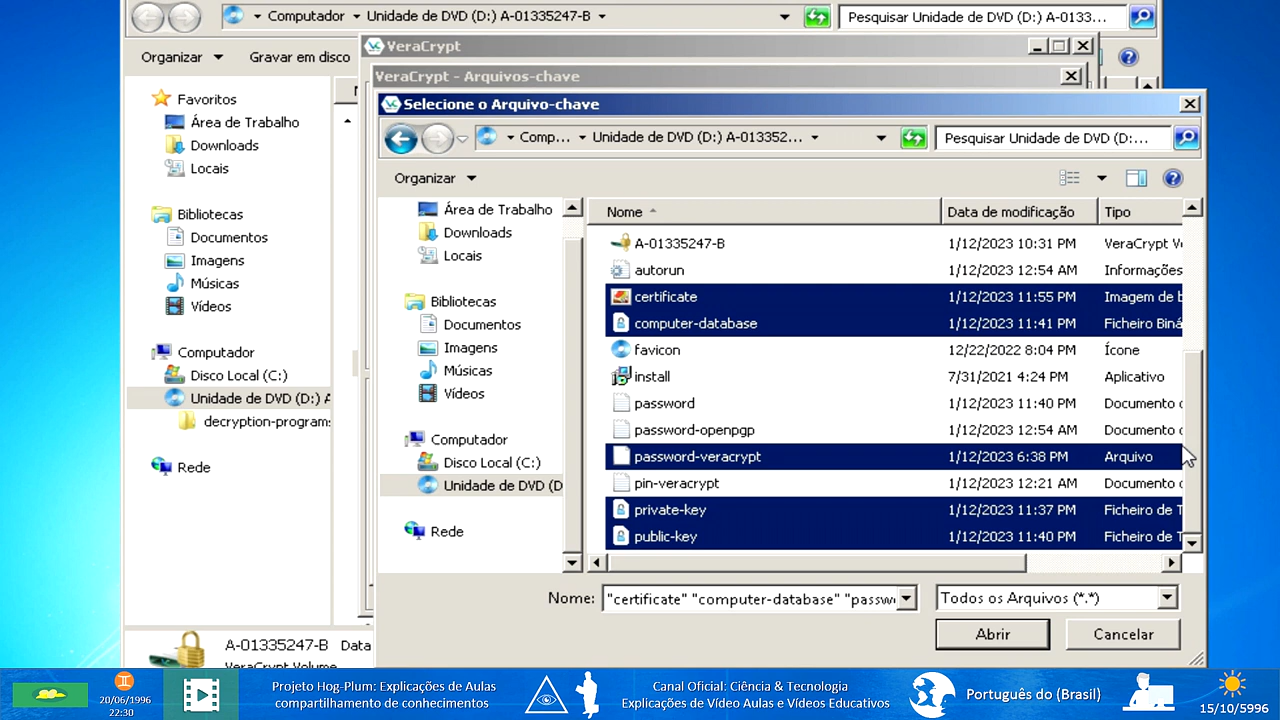 Computador
Unidade de DVD (D:) A-01335247-B
Pesquisar Unidade de DVD (D:) A-0133...
Organizar
Gravar em disco
VeraCrypt
VeraCrypt - Arquivos-chave
Selecione o Arquivo-chave
Favoritos
Área de Trabalho
Downloads
Locais
Bibliotecas
Documentos
Imagens
Músicas
Vídeos
Computador
Disco Local (C:)
Unidade de DVD (D:) A
decryption-programs
Rede
Comp...
Unidade de DVD (D:) A-013352...
Pesquisar Unidade de DVD (D:...
Organizar
Área de Trabalho
Downloads
Locais
Bibliotecas
Documentos
Imagens
Músicas
Vídeos
Computador
Disco Local (C:)
Unidade de DVD (D
Rede
Nome Data de modificação Tipo
A-01335247-B 1/12/2023 10:31 PM VeraCrypt V
autorun 1/12/2023 12:54 AM Informações
certificate 1/12/2023 11:55 PM Imagem de b
computer-database 1/12/2023 11:41 PM Ficheiro Biná
favicon 12/22/2022 8:04 PM Ícone
install 7/31/2021 4:24 PM Aplicativo
password 1/12/2023 11:40 PM Documento d
password-openpgp 1/12/2023 12:54 AM Documento d
password-veracrypt 1/12/2023 6:38 PM Arquivo
pin-veracrypt 1/12/2023 12:21 AM Documento d
private-key 1/12/2023 11:37 PM Ficheiro de T
public-key 1/12/2023 11:40 PM Ficheiro de T
Nome: "certificate" "computer-database" "passw
Todos os Arquivos (*.*)
Abrir
Cancelar
A-01335247-B Data
VeraCrypt Volume
20/06/1996
22:30
Projeto Hog-Plum: Explicações de Aulas
compartilhamento de conhecimentos
Canal Oficial: Ciência & Tecnologia
Explicações de Vídeo Aulas e Vídeos Educativos
Português do (Brasil)
15/10/5996